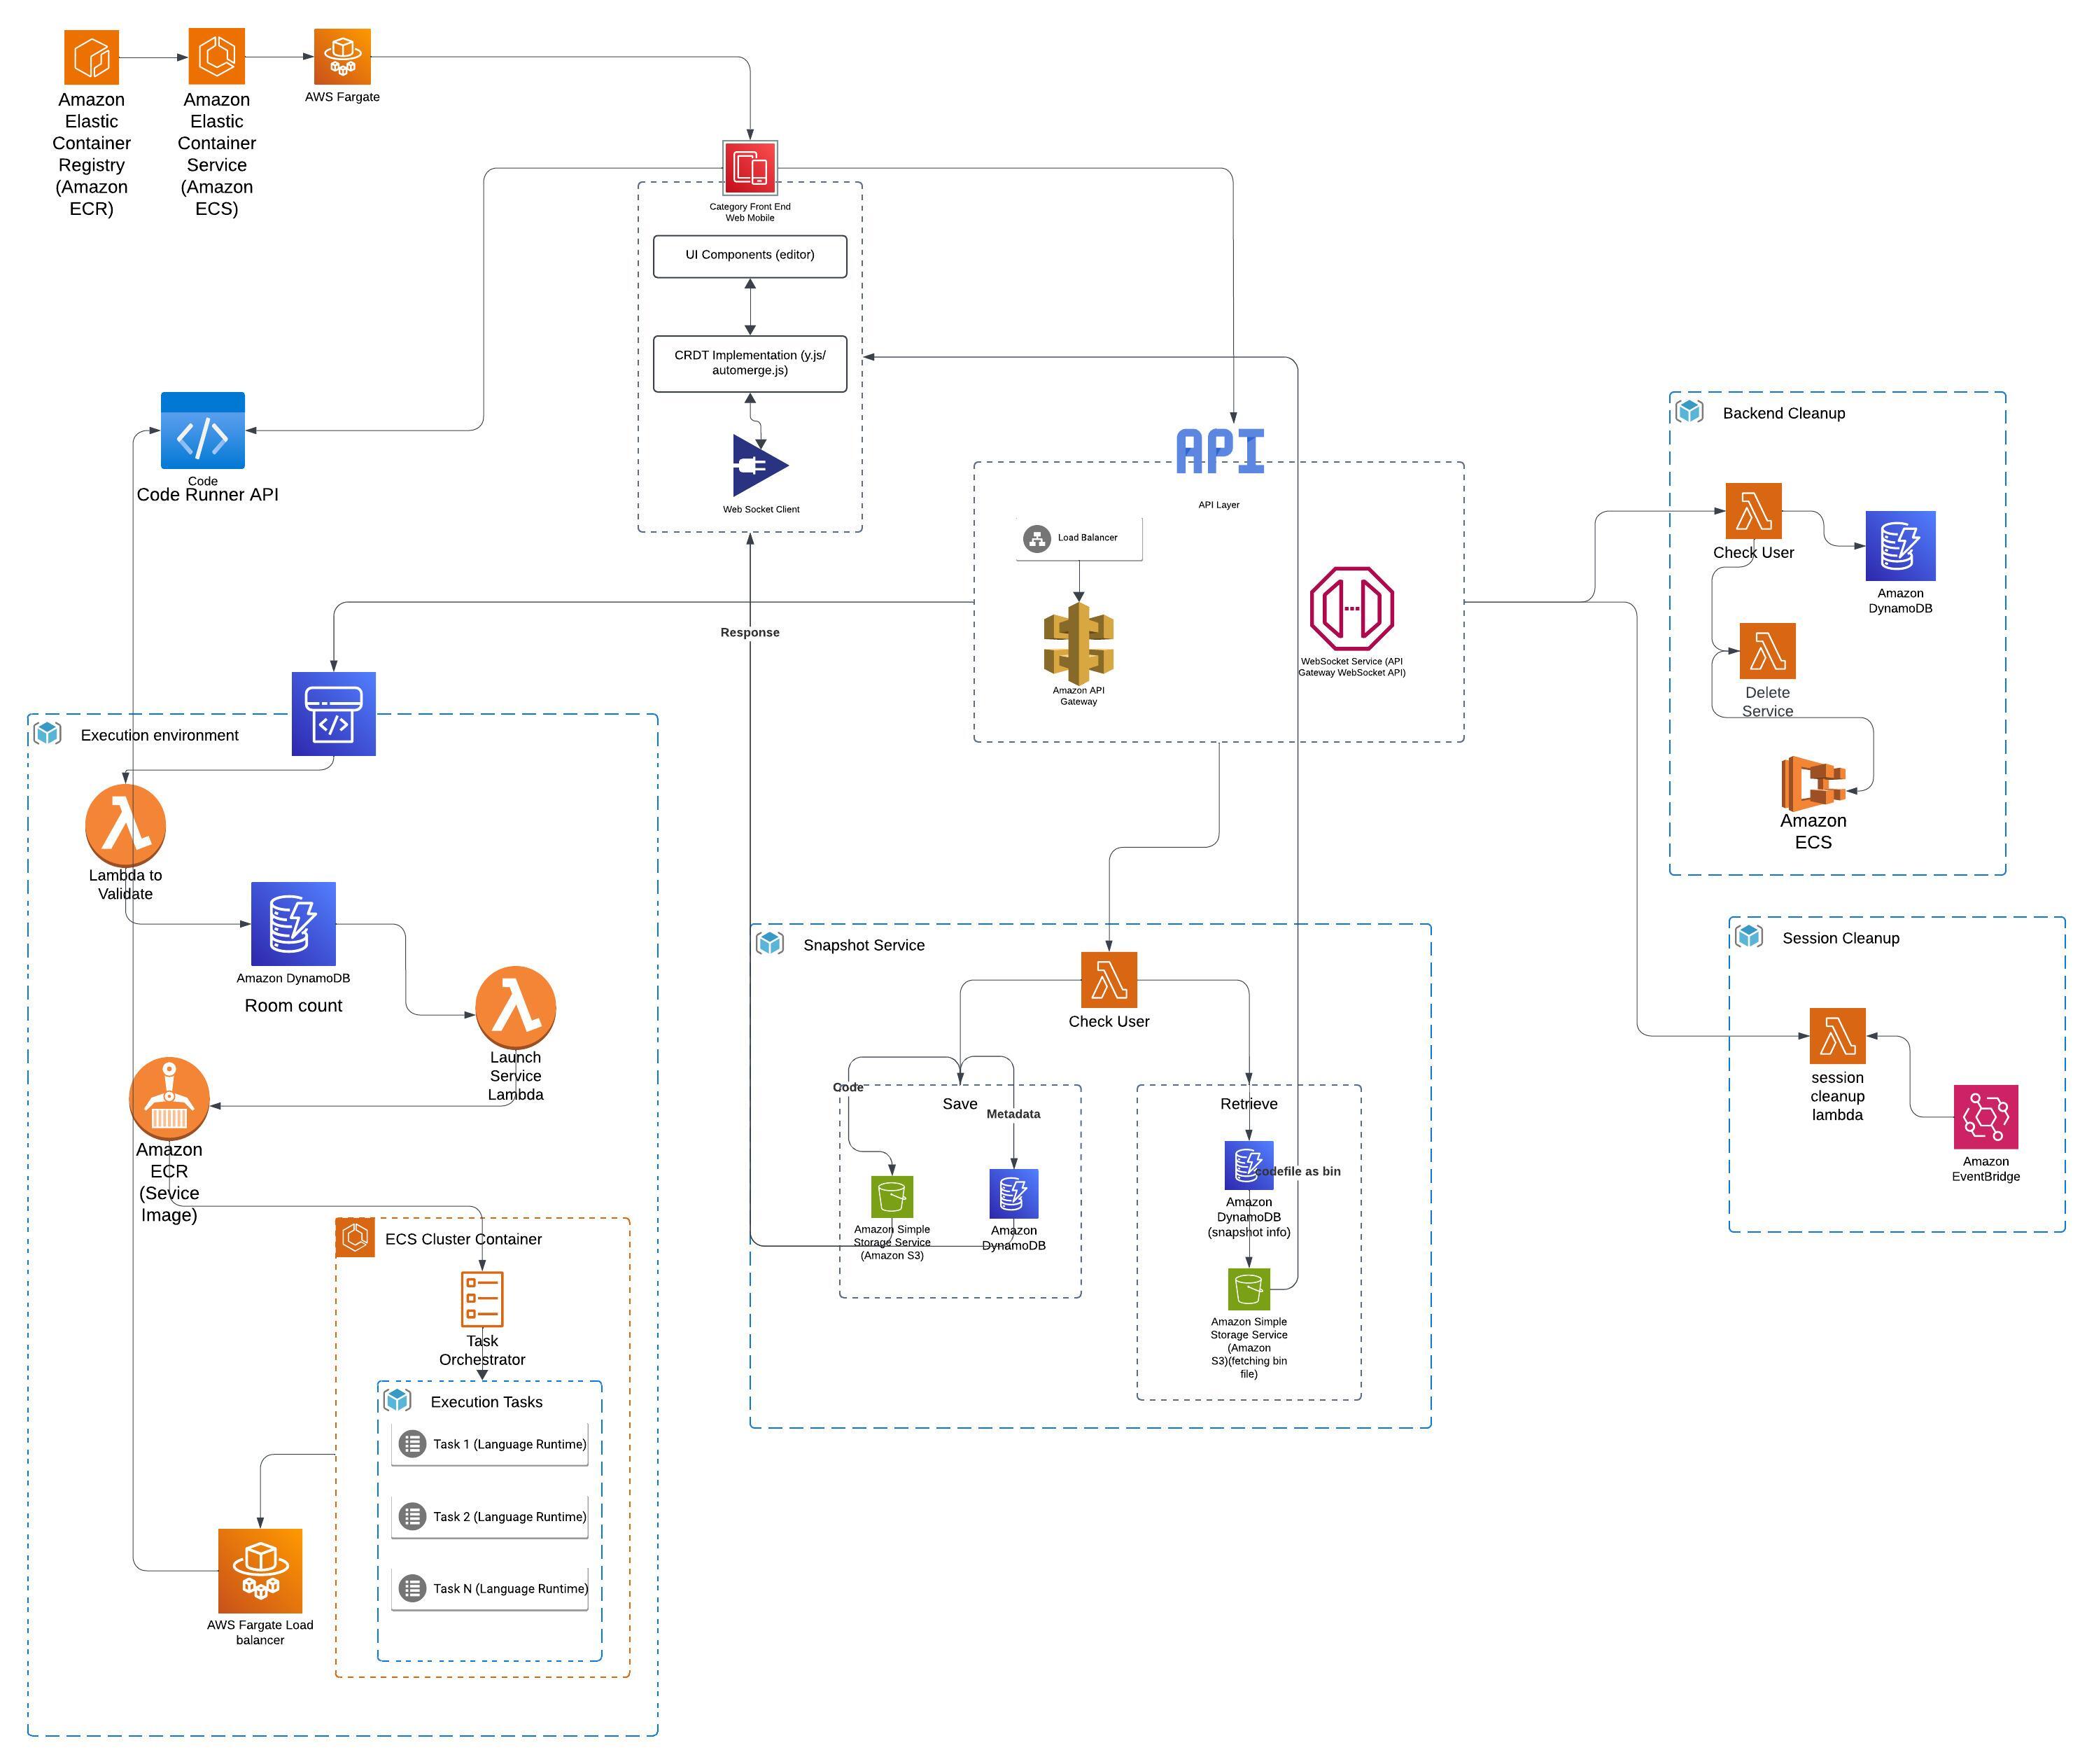 Amazon
Elastic
Container
Registry
(Amazon
ECR)
Amazon
Elastic
Container
Service
(Amazon
ECS)
AWS Fargate
Category Front End
Web Mobile
UI Components (editor)
CRDT Implementation (y.js/
automerge.js)
Web Socket Client
Code
Code Runner API
API
API Layer
Load Balancer
Amazon API
Gateway
WebSocket Service (API
Gateway WebSocket API)
Response
Backend Cleanup
Check User
Amazon
DynamoDB
Delete
Service
Amazon
ECS
Execution environment
Lambda to
Validate
Amazon DynamoDB
Room count
Launch
Service
Lambda
Amazon
ECR
(Sevice
Image)
ECS Cluster Container
Task
Orchestrator
Execution Tasks
Task 1 (Language Runtime)
Task 2 (Language Runtime)
Task N (Language Runtime)
AWS Fargate Load
balancer
Snapshot Service
Check User
Code
Save
Metadata
Amazon Simple
Storage Service
(Amazon S3)
Amazon
DynamoDB
Retrieve
codefile as bin
Amazon
DynamoDB
(snapshot info)
Amazon Simple
Storage Service
(Amazon
S3)(fetching bin
file)
Session Cleanup
session
cleanup
lambda
Amazon
EventBridge